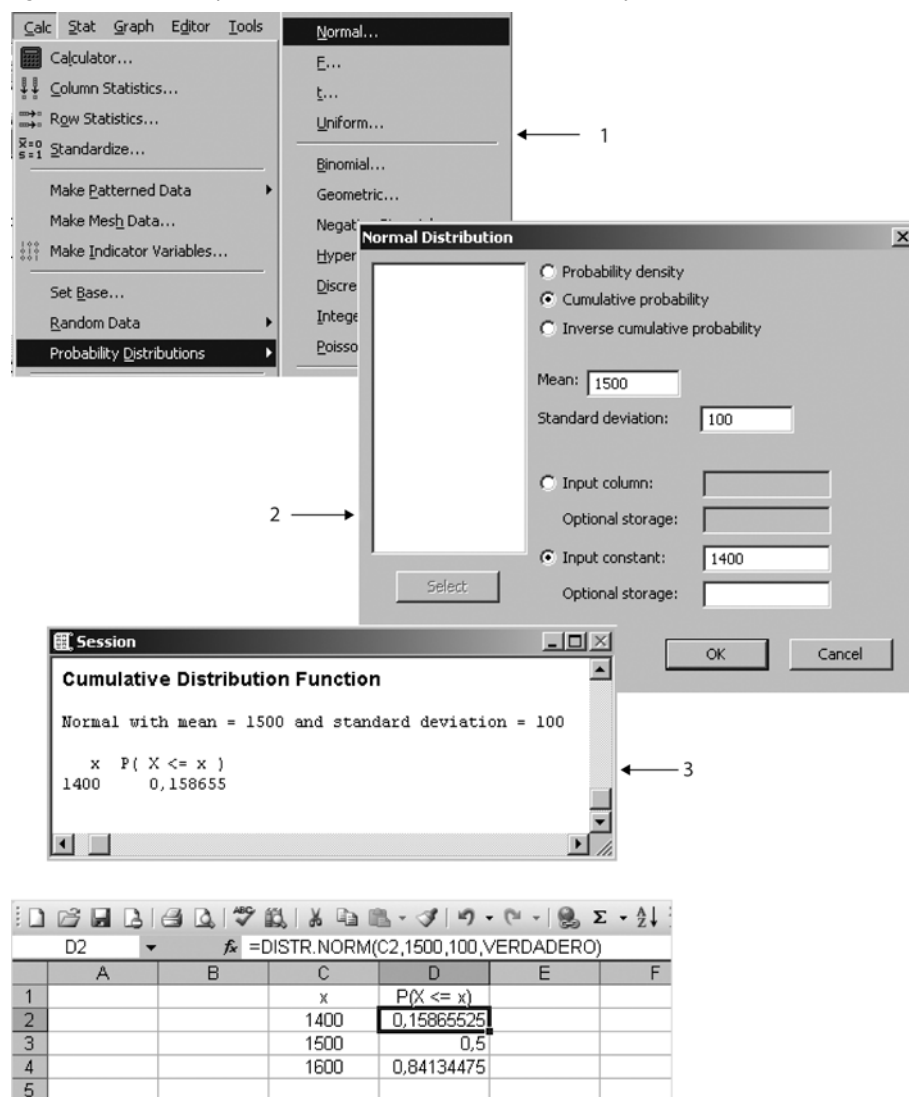 Calc Stat Graph Editor Tools
Calculator...
Column Statistics...
Row Statistics...
Standardize...
Make Patterned Data
Make Mesh Data...
Make Indicator Variables...
Set Base...
Random Data
Probability Distributions
Normal...
F...
t...
Uniform...
Binomial...
Geometric...
Negat
Hyper
Discre
Intege
Poisso
1
Normal Distribution
Probability density
Cumulative probability
Inverse cumulative probability
Mean: 1500
Standard deviation: 100
Input column:
Optional storage:
Input constant: 1400
Optional storage:
Select
OK Cancel
2
Session
Cumulative Distribution Function
Normal with mean = 1500 and standard deviation = 100
x P( X <= x )
1400 0,158655
3
D2 fx =DISTR.NORM(C2,1500,100,VERDADERO)
A B C D E F
1 x P(X <= x)
2 1400 0,15865525
3 1500 0,5
4 1600 0,84134475
5